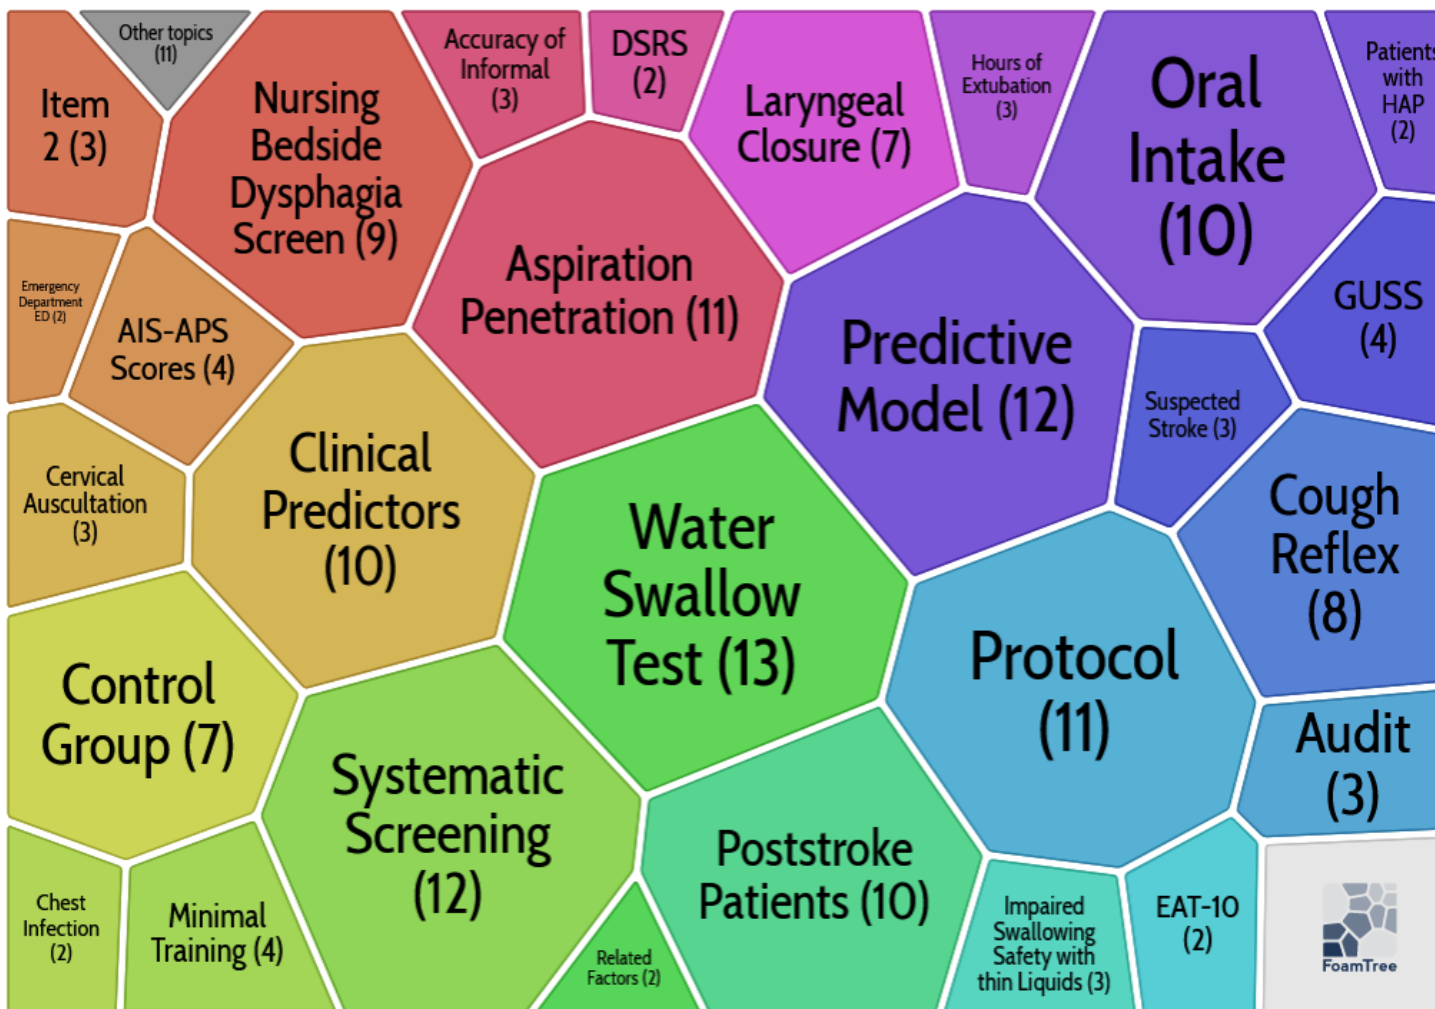 Other topics
(11)
Item
2 (3)
Nursing
Bedside
Dysphagia
Screen (9)
Accuracy of
Informal
(3)
DSRS
(2)
Laryngeal
Closure (7)
Hours of
Extubation
(3)
Oral
Intake
(10)
Patients
with
HAP
(2)
Emergency
Department
ED (2)
AIS-APS
Scores (4)
Aspiration
Penetration (11)
Predictive
Model (12)
GUSS
(4)
Suspected
Stroke (3)
Cervical
Auscultation
(3)
Clinical
Predictors
(10)
Water
Swallow
Test (13)
Cough
Reflex
(8)
Control
Group (7)
Systematic
Screening
(12)
Protocol
(11)
Audit
(3)
Poststroke
Patients (10)
Chest
Infection
(2)
Minimal
Training (4)
Related
Factors (2)
Impaired
Swallowing
Safety with
thin Liquids (3)
EAT-10
(2)
FoamTree